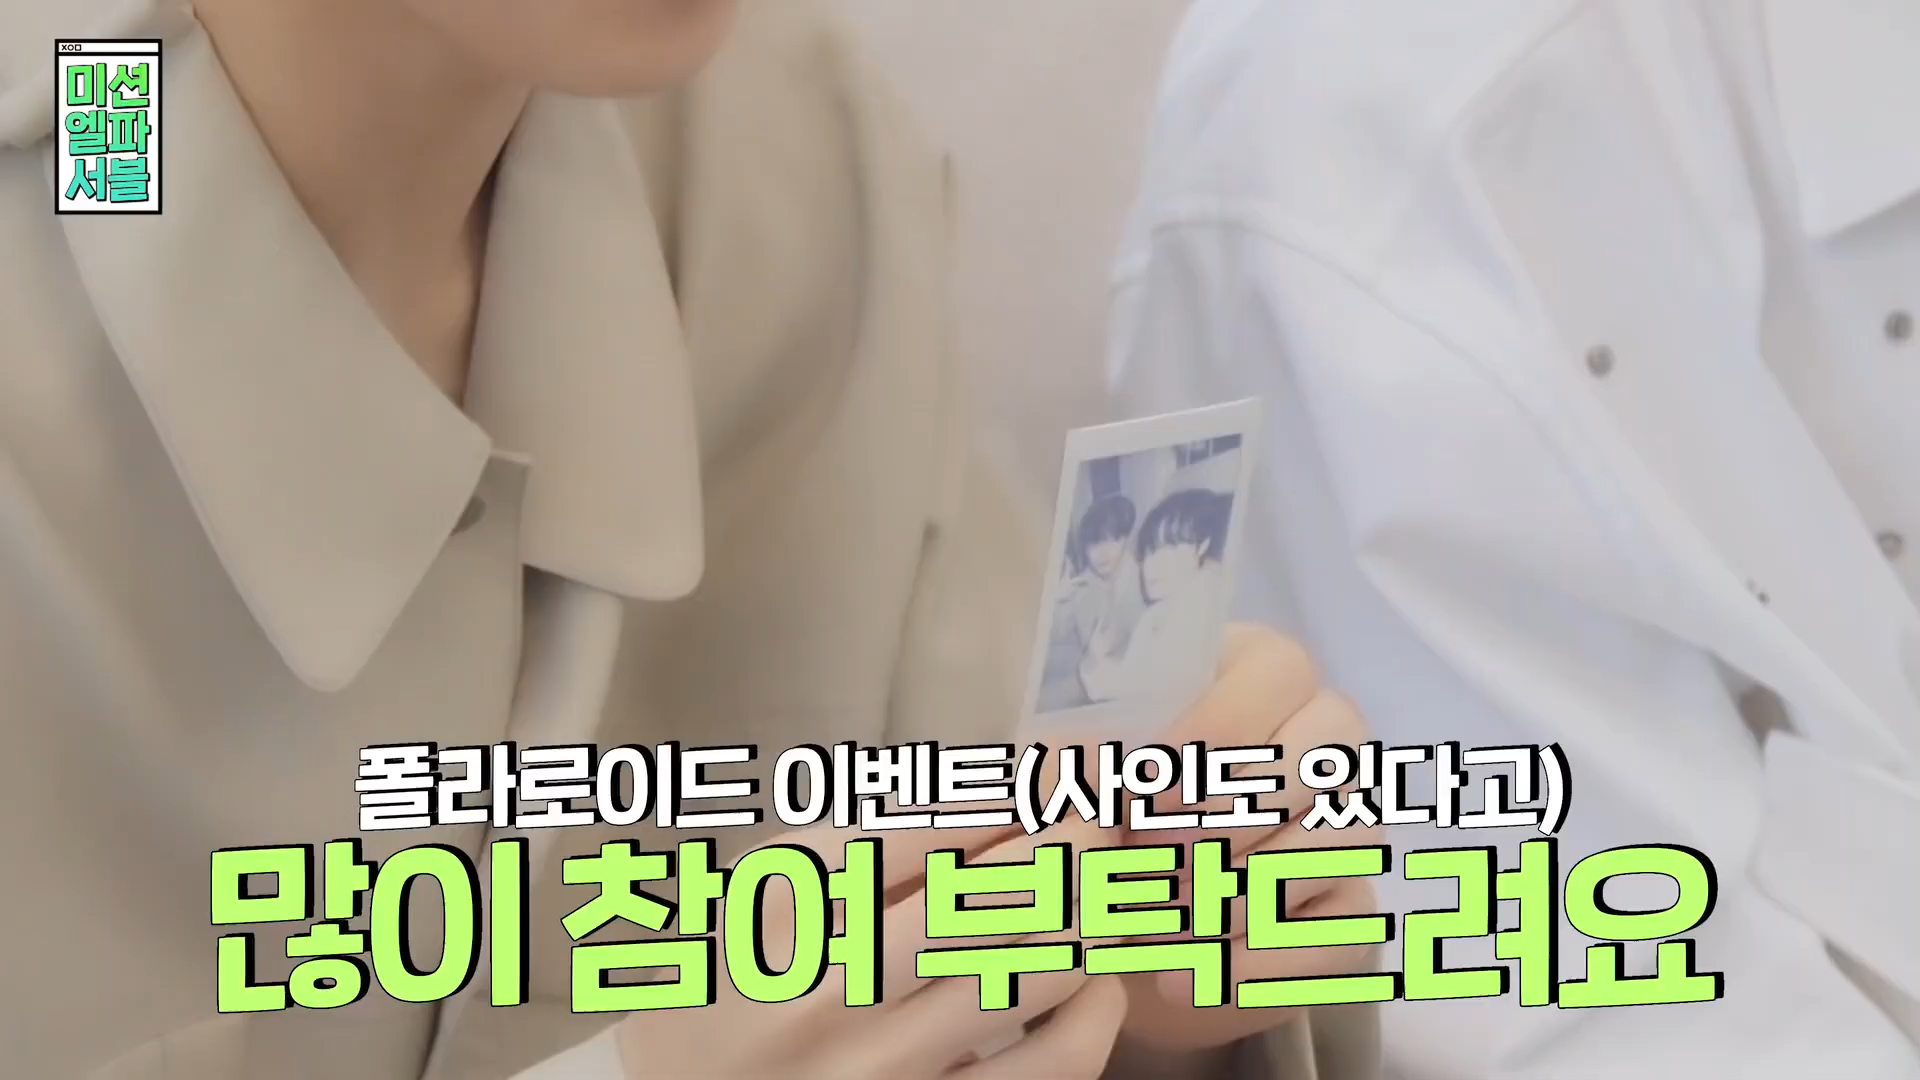 XO□
미션
엘파
서블
폴라로이드 이벤트(사인도 있다고)
많이 참여 부탁드려요